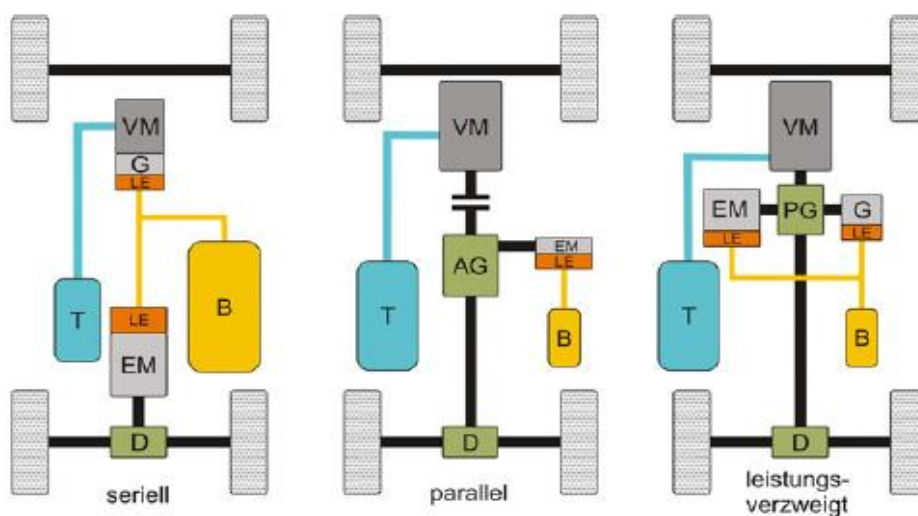 VM
G
LE
T
B
LE
EM
D
seriell
VM
AG
EM
LE
T
B
D
parallel
VM
EM
PG
G
LE
LE
T
B
D
leistungs-
verzweigt